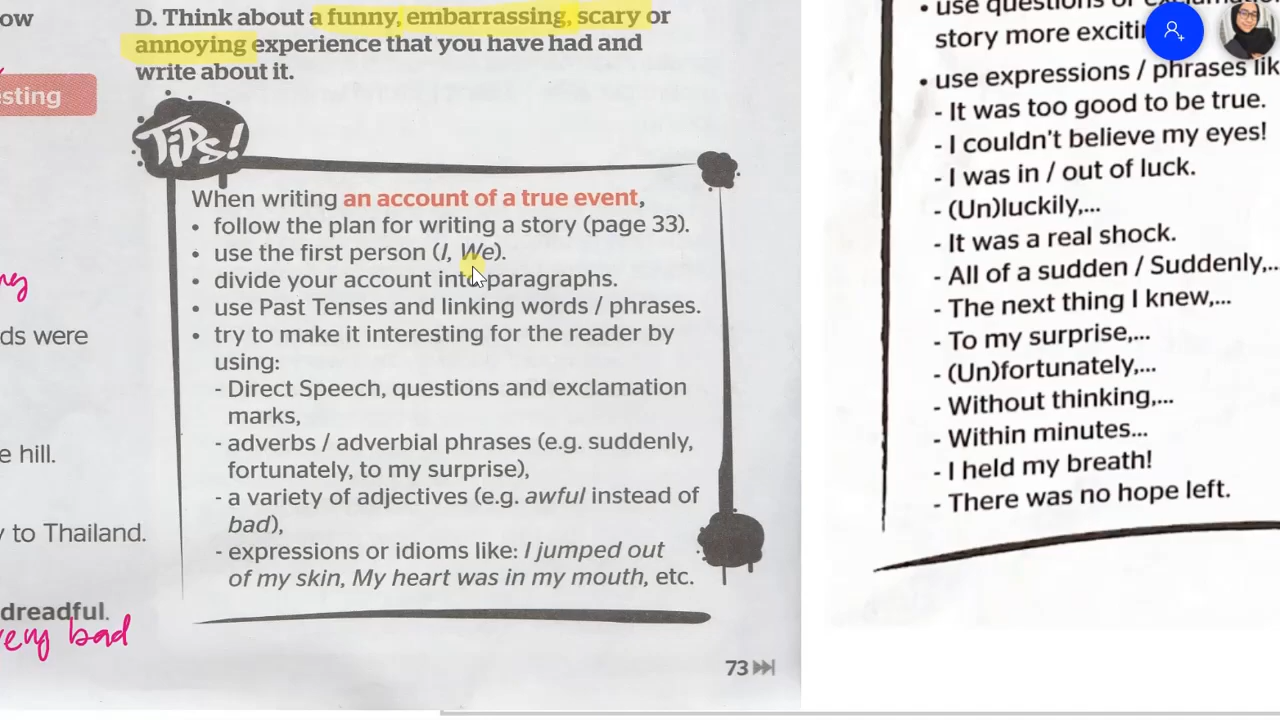 ow
esting
ng
ds were
e hill.
y to Thailand.
dreadful.
very bad
D. Think about a funny, embarrassing, scary or
annoying experience that you have had and
write about it.
TiPs!
When writing an account of a true event,
• follow the plan for writing a story (page 33).
• use the first person (I, We).
• divide your account into paragraphs.
• use Past Tenses and linking words / phrases.
• try to make it interesting for the reader by
using:
- Direct Speech, questions and exclamation
marks,
- adverbs / adverbial phrases (e.g. suddenly,
fortunately, to my surprise),
- a variety of adjectives (e.g. awful instead of
bad),
- expressions or idioms like: I jumped out
of my skin, My heart was in my mouth, etc.
73
• use questions or
story more exciti
• use expressions / phrases lik
- It was too good to be true.
- I couldn't believe my eyes!
- I was in / out of luck.
- (Un)luckily,...
- It was a real shock.
- All of a sudden / Suddenly,...
- The next thing I knew,...
- To my surprise,...
- (Un)fortunately,...
- Without thinking,...
- Within minutes...
- I held my breath!
- There was no hope left.